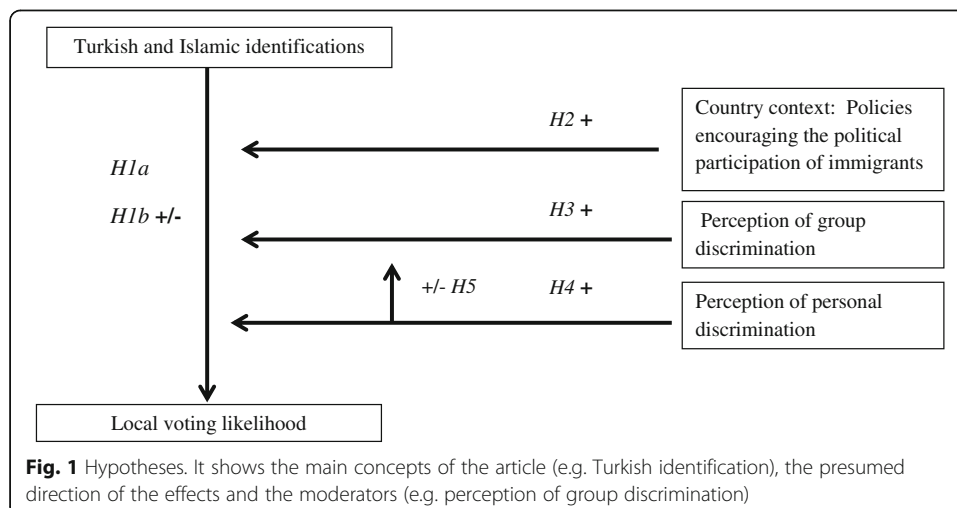 Turkish and Islamic identifications
Country context: Policies
encouraging the political
participation of immigrants
H2 +
H1a
H1b +/-
H3 +
Perception of group
discrimination
+/- H5
H4 +
Perception of personal
discrimination
Local voting likelihood
Fig. 1 Hypotheses. It shows the main concepts of the article (e.g. Turkish identification), the presumed
direction of the effects and the moderators (e.g. perception of group discrimination)